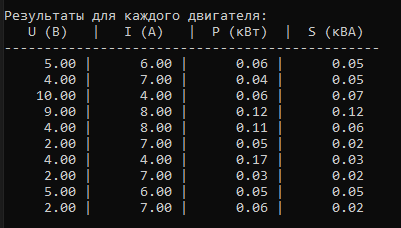 Результаты для каждого двигателя:
U (В) | I (А) | P (кВт) | S (кВА)
-----------------------------------------------
5.00 | 6.00 | 0.06 | 0.05
4.00 | 7.00 | 0.04 | 0.05
10.00 | 4.00 | 0.06 | 0.07
9.00 | 8.00 | 0.12 | 0.12
4.00 | 8.00 | 0.11 | 0.06
2.00 | 7.00 | 0.05 | 0.02
4.00 | 4.00 | 0.17 | 0.03
2.00 | 7.00 | 0.03 | 0.02
5.00 | 6.00 | 0.05 | 0.05
2.00 | 7.00 | 0.06 | 0.02